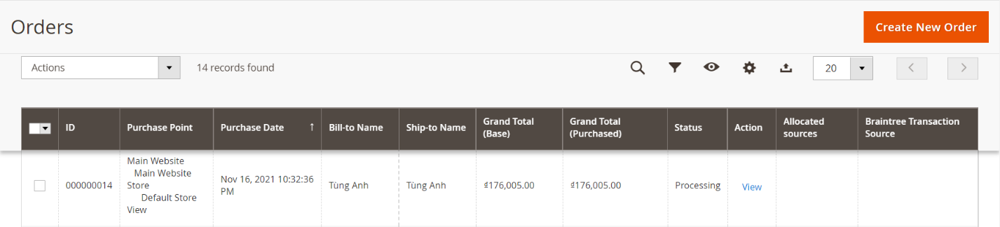 Orders
Create New Order
Actions
14 records found
20
ID
Purchase Point
Purchase Date ↑
Bill-to Name
Ship-to Name
Grand Total
(Base)
Grand Total
(Purchased)
Status
Action
Allocated
sources
Braintree Transaction
Source
000000014
Main Website
Main Website
Store
Default Store
View
Nov 16, 2021 10:32:36
PM
Tùng Anh
Tùng Anh
₫176,005.00
₫176,005.00
Processing
View